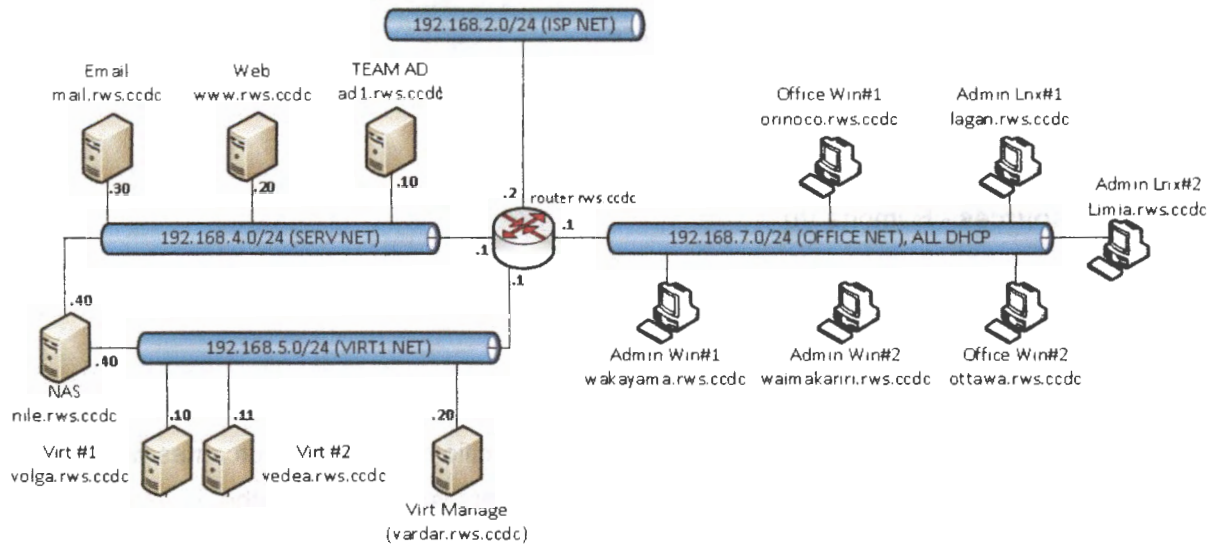 192.168.2.0/24 (ISP NET)
Email
mail.rws.ccdc
Web
www.rws.ccdc
TEAM AD
ad1.rws.ccdc
Office Win#1
orinoco.rws.ccdc
Admin Lnx#1
lagan.rws.ccdc
Admin Lnx#2
Limia.rws.ccdc
.30
.20
.10
.2
router.rws.ccdc
192.168.4.0/24 (SERV NET)
.1
.1
192.168.7.0/24 (OFFICE NET), ALL DHCP
.1
.40
192.168.5.0/24 (VIRT1 NET)
.40
Admin Win#1
wakayama.rws.ccdc
Admin Win#2
waimakariri.rws.ccdc
Office Win#2
ottawa.rws.ccdc
NAS
nile.rws.ccdc
.10
.11
.20
Virt #1
volga.rws.ccdc
Virt #2
vedea.rws.ccdc
Virt Manage
(vardar.rws.ccdc)